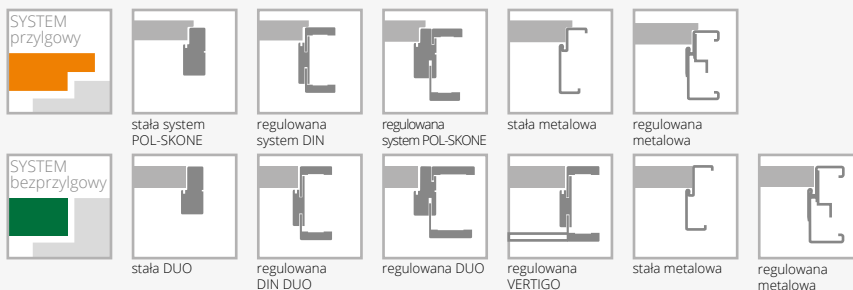 SYSTEM
przylgowy
stała system
POL-SKONE
regulowana
system DIN
regulowana
system POL-SKONE
stała metalowa
regulowana
metalowa
SYSTEM
bezprzylgowy
stała DUO
regulowana
DIN DUO
regulowana DUO
regulowana
VERTIGO
stała metalowa
regulowana
metalowa